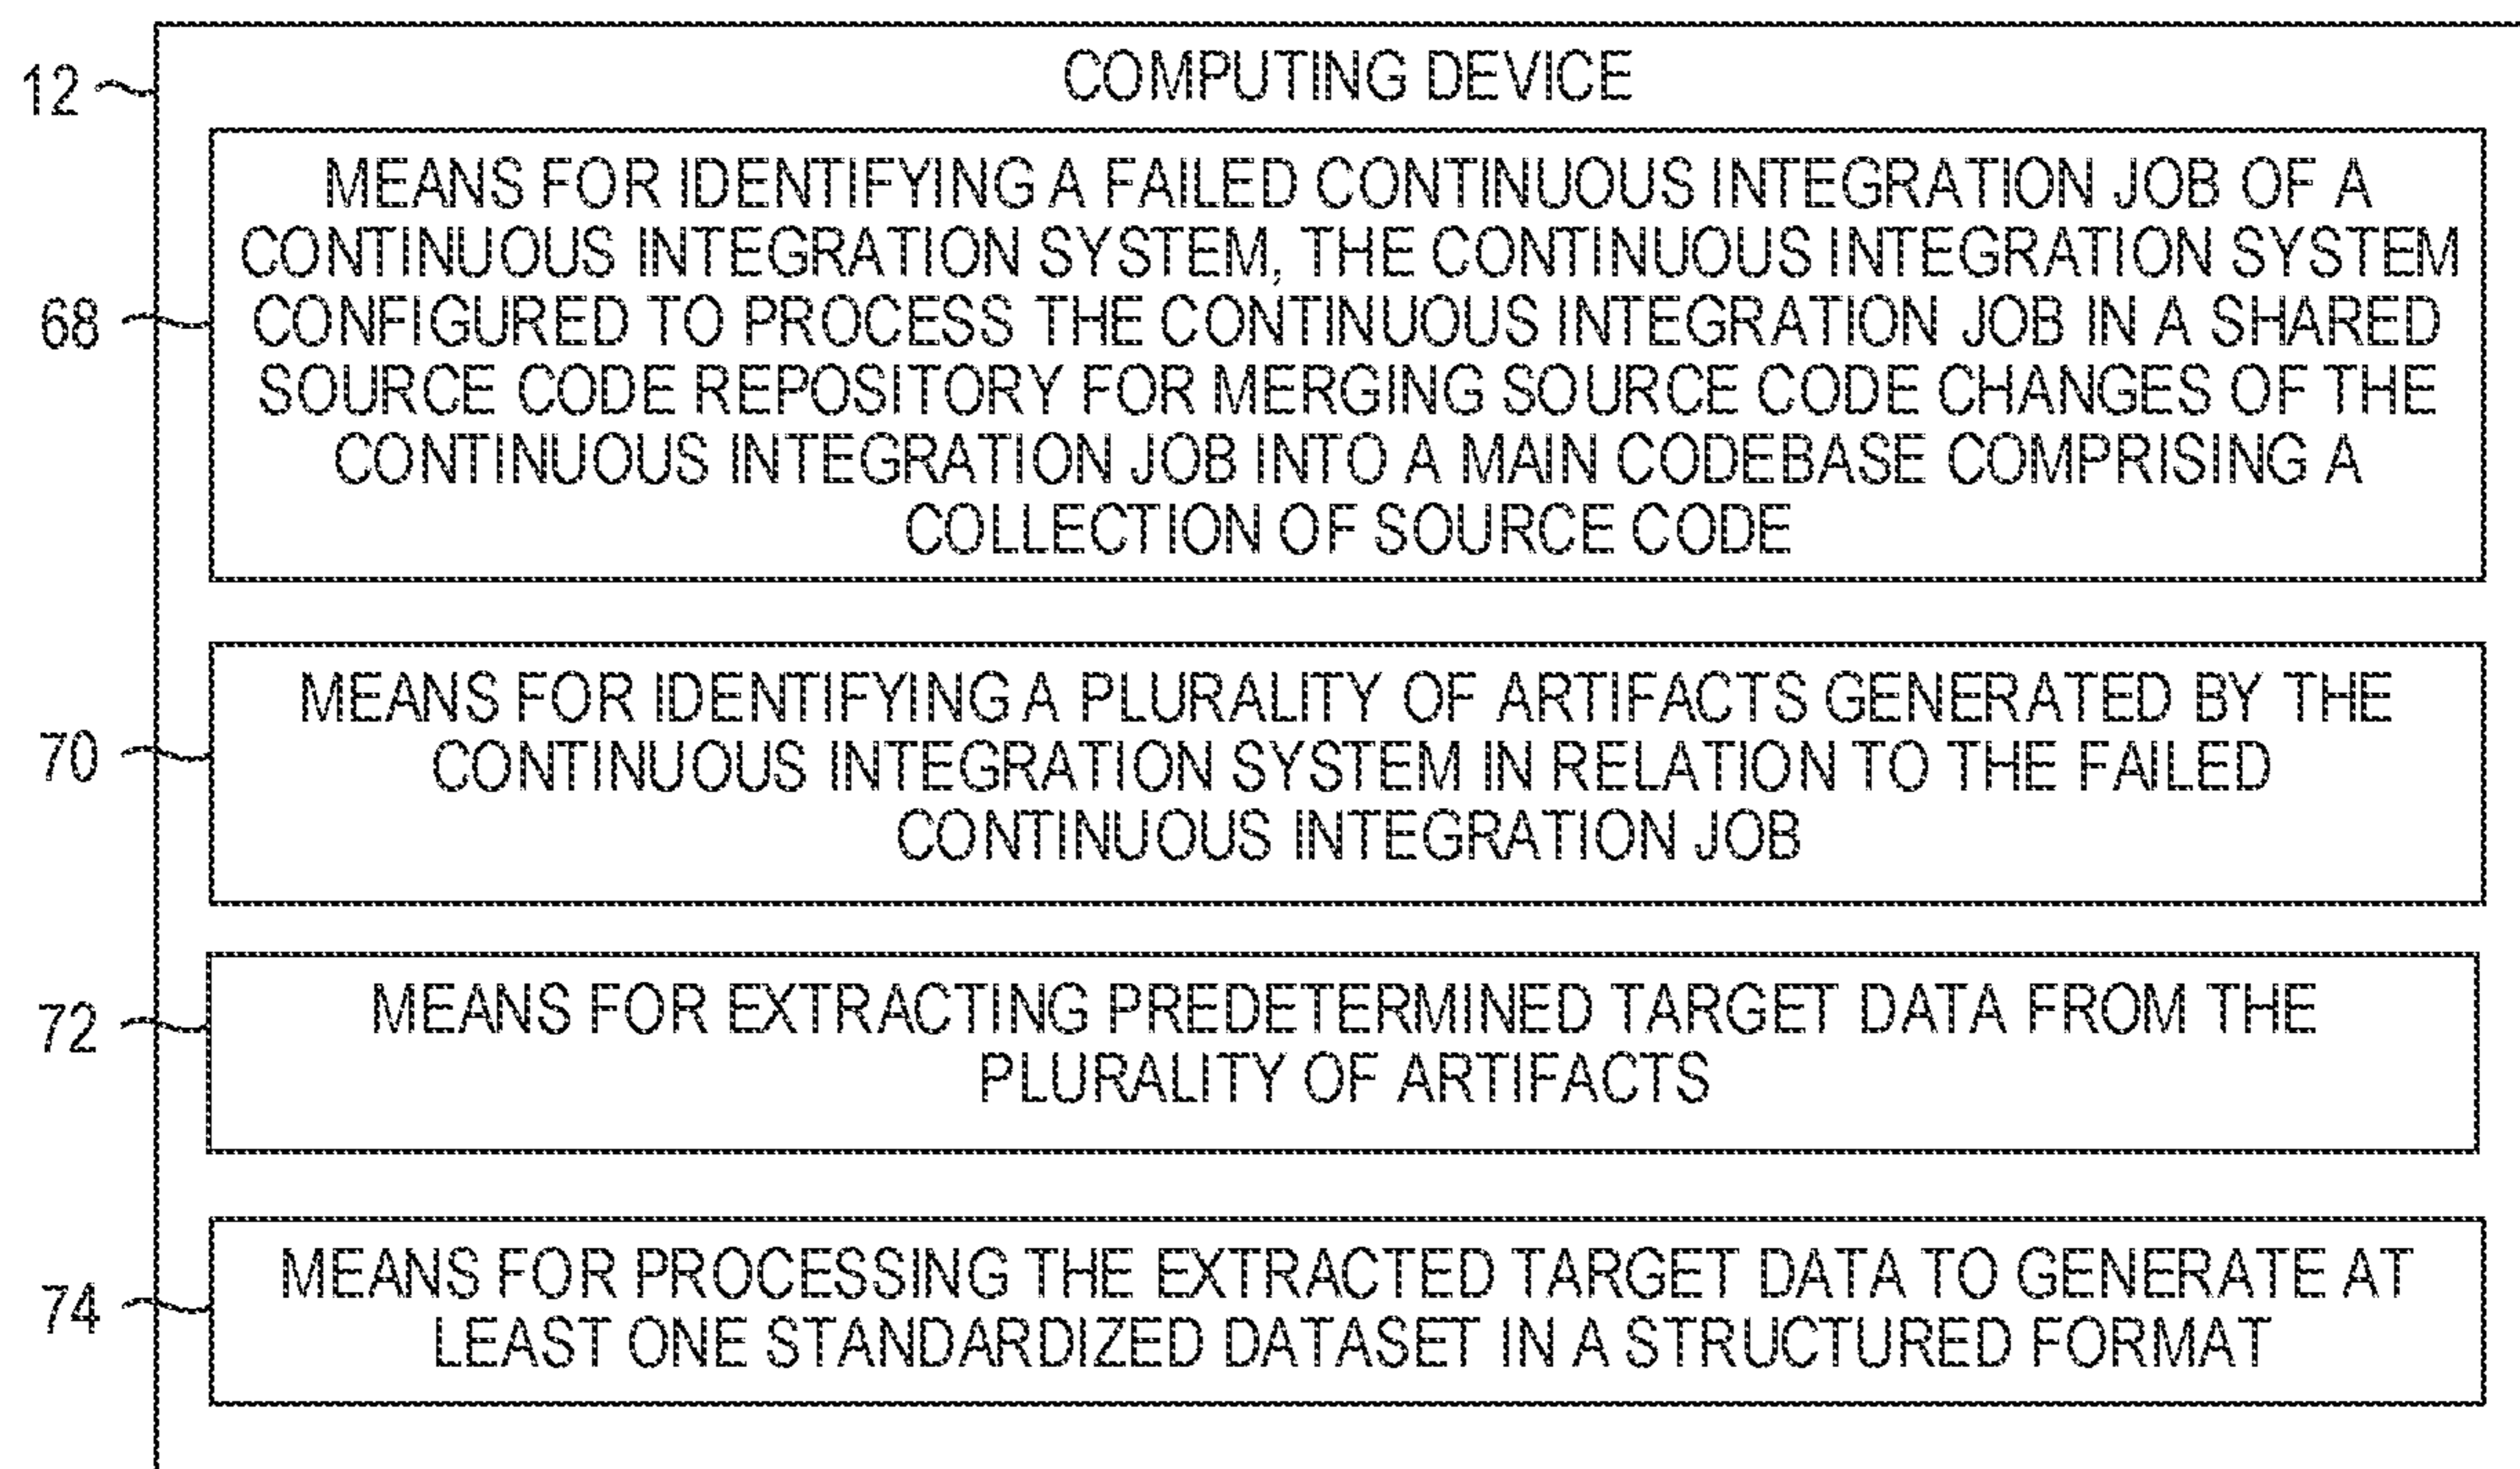 COMPUTING DEVICE
12
MEANS FOR IDENTIFYING A FAILED CONTINUOUS INTEGRATION JOB OF A
CONTINUOUS INTEGRATION SYSTEM, THE CONTINUOUS INTEGRATION SYSTEM
68
CONFIGURED TO PROCESS THE CONTINUOUS INTEGRATION JOB IN A SHARED
SOURCE CODE REPOSITORY FOR MERGING SOURCE CODE CHANGES OF THE
CONTINUOUS INTEGRATION JOB INTO A MAIN CODEBASE COMPRISING A
COLLECTION OF SOURCE CODE
MEANS FOR IDENTIFYING A PLURALITY OF ARTIFACTS GENERATED BY THE
70
CONTINUOUS INTEGRATION SYSTEM IN RELATION TO THE FAILED
CONTINUOUS INTEGRATION JOB
72
MEANS FOR EXTRACTING PREDETERMINED TARGET DATA FROM THE
PLURALITY OF ARTIFACTS
74
MEANS FOR PROCESSING THE EXTRACTED TARGET DATA TO GENERATE AT
LEAST ONE STANDARDIZED DATASET IN A STRUCTURED FORMAT